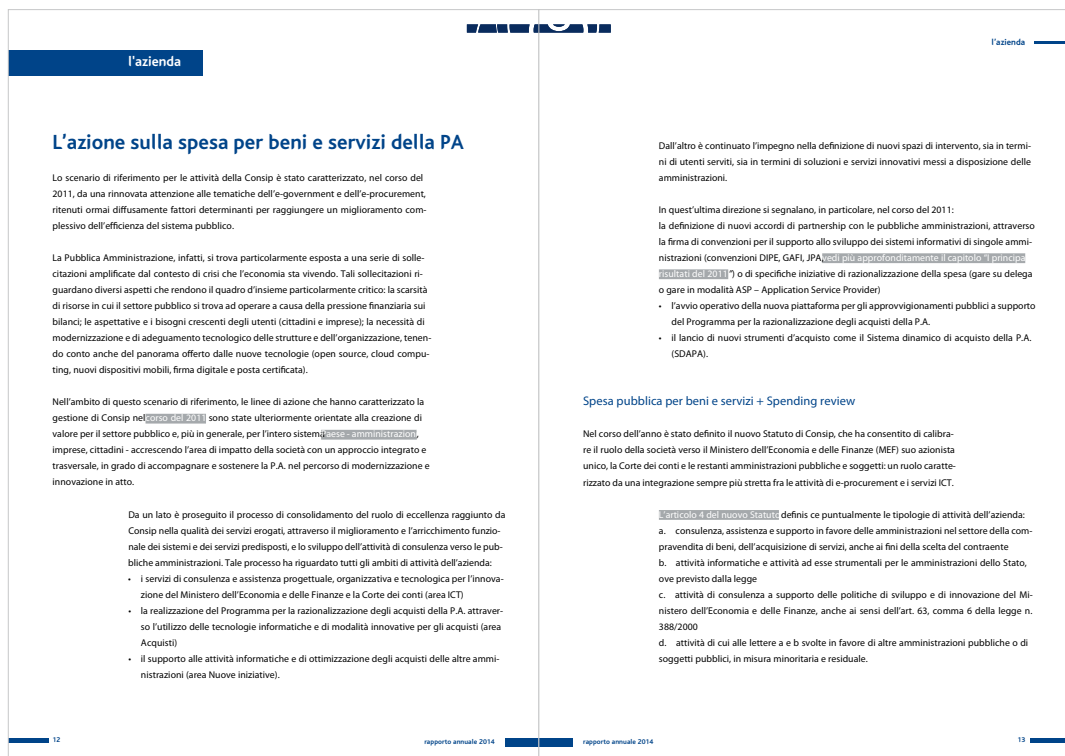 l'azienda
L'azione sulla spesa per beni e servizi della PA
Lo scenario di riferimento per le attività della Consip è stato caratterizzato, nel corso del
2011, da una rinnovata attenzione alle tematiche dell'e-government e dell'e-procurement,
ritenuti ormai diffusamente fattori determinanti per raggiungere un miglioramento com-
plessivo dell'efficienza del sistema pubblico.
La Pubblica Amministrazione, infatti, si trova particolarmente esposta a una serie di solle-
citazioni amplificate dal contesto di crisi che l'economia sta vivendo. Tali sollecitazioni ri-
guardano diversi aspetti che rendono il quadro d'insieme particolarmente critico: la scarsità
di risorse in cui il settore pubblico si trova ad operare a causa della pressione finanziaria sui
bilanci; le aspettative e i bisogni crescenti degli utenti (cittadini e imprese); la necessità di
modernizzazione e di adeguamento tecnologico delle strutture e dell'organizzazione, tenen-
do conto anche del panorama offerto dalle nuove tecnologie (open source, cloud compu-
ting, nuovi dispositivi mobili, firma digitale e posta certificata).
Nell'ambito di questo scenario di riferimento, le linee di azione che hanno caratterizzato la
gestione di Consip nel corso del 2011 sono state ulteriormente orientate alla creazione di
valore per il settore pubblico e, più in generale, per l'intero sistema aese - amministrazioni,
imprese, cittadini - accrescendo l'area di impatto della società con un approccio integrato e
trasversale, in grado di accompagnare e sostenere la P.A. nel percorso di modernizzazione e
innovazione in atto.
Da un lato è proseguito il processo di consolidamento del ruolo di eccellenza raggiunto da
Consip nella qualità dei servizi erogati, attraverso il miglioramento e l'arricchimento funzio-
nale dei sistemi e dei servizi predisposti, e lo sviluppo dell'attività di consulenza verso le pub-
bliche amministrazioni. Tale processo ha riguardato tutti gli ambiti di attività dell'azienda:
• i servizi di consulenza e assistenza progettuale, organizzativa e tecnologica per l'innova-
zione del Ministero dell'Economia e delle Finanze e la Corte dei conti (area ICT)
• la realizzazione del Programma per la razionalizzazione degli acquisti della P.A. attraver-
so l'utilizzo delle tecnologie informatiche e di modalità innovative per gli acquisti (area
Acquisti)
• il supporto alle attività informatiche e di ottimizzazione degli acquisti delle altre ammi-
nistrazioni (area Nuove iniziative).
12
rapporto annuale 2014
l'azienda
Dall'altro è continuato l'impegno nella definizione di nuovi spazi di intervento, sia in termi-
ni di utenti serviti, sia in termini di soluzioni e servizi innovativi messi a disposizione delle
amministrazioni.
In quest'ultima direzione si segnalano, in particolare, nel corso del 2011:
la definizione di nuovi accordi di partnership con le pubbliche amministrazioni, attraverso
la firma di convenzioni per il supporto allo sviluppo dei sistemi informativi di singole ammi-
nistrazioni (convenzioni DIPE, GAFI, JPA, vedi più approfonditamente il capitolo "I principa
risultati del 2011") o di specifiche iniziative di razionalizzazione della spesa (gare su delega
o gare in modalità ASP – Application Service Provider)
• l'avvio operativo della nuova piattaforma per gli approvvigionamenti pubblici a supporto
del Programma per la razionalizzazione degli acquisti della P.A.
• il lancio di nuovi strumenti d'acquisto come il Sistema dinamico di acquisto della P.A.
(SDAPA).
Spesa pubblica per beni e servizi + Spending review
Nel corso dell'anno è stato definito il nuovo Statuto di Consip, che ha consentito di calibra-
re il ruolo della società verso il Ministero dell'Economia e delle Finanze (MEF) suo azionista
unico, la Corte dei conti e le restanti amministrazioni pubbliche e soggetti: un ruolo caratte-
rizzato da una integrazione sempre più stretta fra le attività di e-procurement e i servizi ICT.
L'articolo 4 del nuovo Statuto definis ce puntualmente le tipologie di attività dell'azienda:
a. consulenza, assistenza e supporto in favore delle amministrazioni nel settore della com-
pravendita di beni, dell'acquisizione di servizi, anche ai fini della scelta del contraente
b. attività informatiche e attività ad esse strumentali per le amministrazioni dello Stato,
ove previsto dalla legge
c. attività di consulenza a supporto delle politiche di sviluppo e di innovazione del Mi-
nistero dell'Economia e delle Finanze, anche ai sensi dell'art. 63, comma 6 della legge n.
388/2000
d. attività di cui alle lettere a e b svolte in favore di altre amministrazioni pubbliche o di
soggetti pubblici, in misura minoritaria e residuale.
rapporto annuale 2014
13